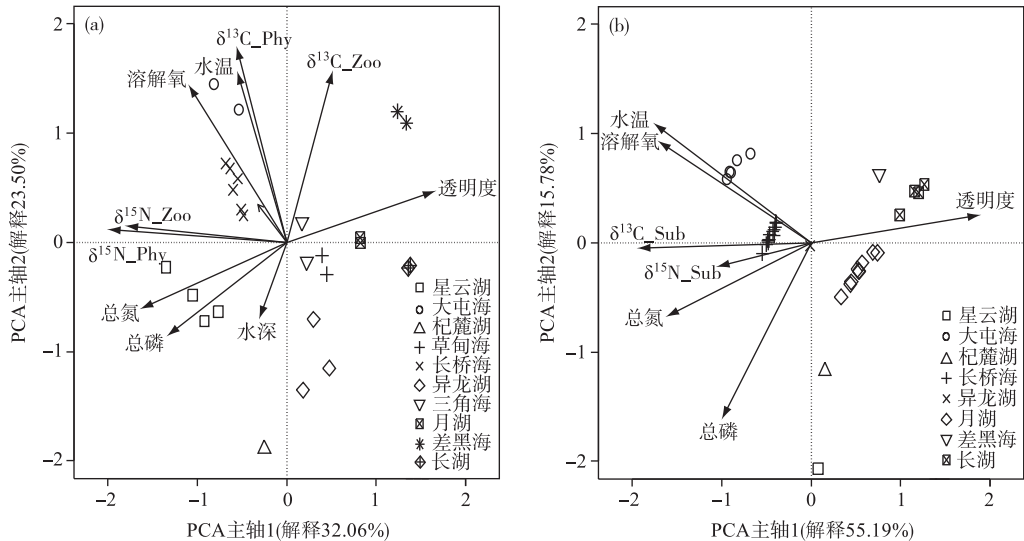 (a)
δ13C_Phy
水温
δ13C_Zoo
溶解氧
透明度
δ15N_Zoo
δ15N_Phy
总氮
总磷
水深
星云湖
大屯海
杞麓湖
草甸海
长桥海
异龙湖
三角海
月湖
差黑海
长湖
2
1
0
−1
−2
−2
−1
0
1
2
PCA主轴2(解释23.50%)
PCA主轴1(解释32.06%)
(b)
水温
溶解氧
透明度
δ13C_Sub
δ15N_Sub
总氮
总磷
星云湖
大屯海
杞麓湖
长桥海
异龙湖
月湖
差黑海
长湖
2
1
0
−1
−2
−2
−1
0
1
2
PCA主轴2(解释15.78%)
PCA主轴1(解释55.19%)